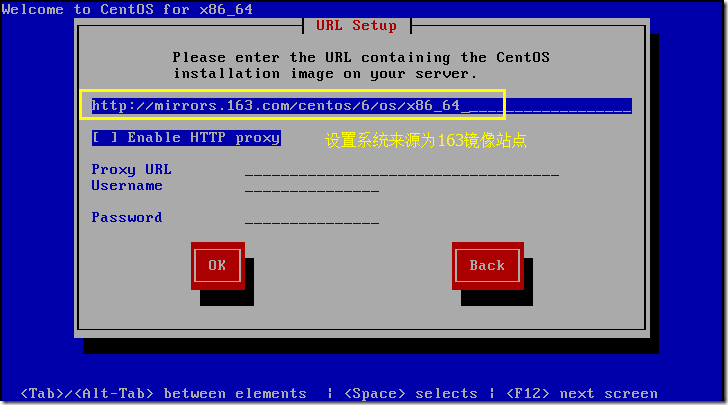 Welcome to CentOS for x86_64
URL Setup
Please enter the URL containing the CentOS
installation image on your server.
http://mirrors.163.com/centos/6/os/x86_64_
[ ] Enable HTTP proxy
设置系统来源为163镜像站点
Proxy URL
Username
Password
OK
Back
<Tab>/<Alt-Tab> between elements | <Space> selects | <F12> next screen